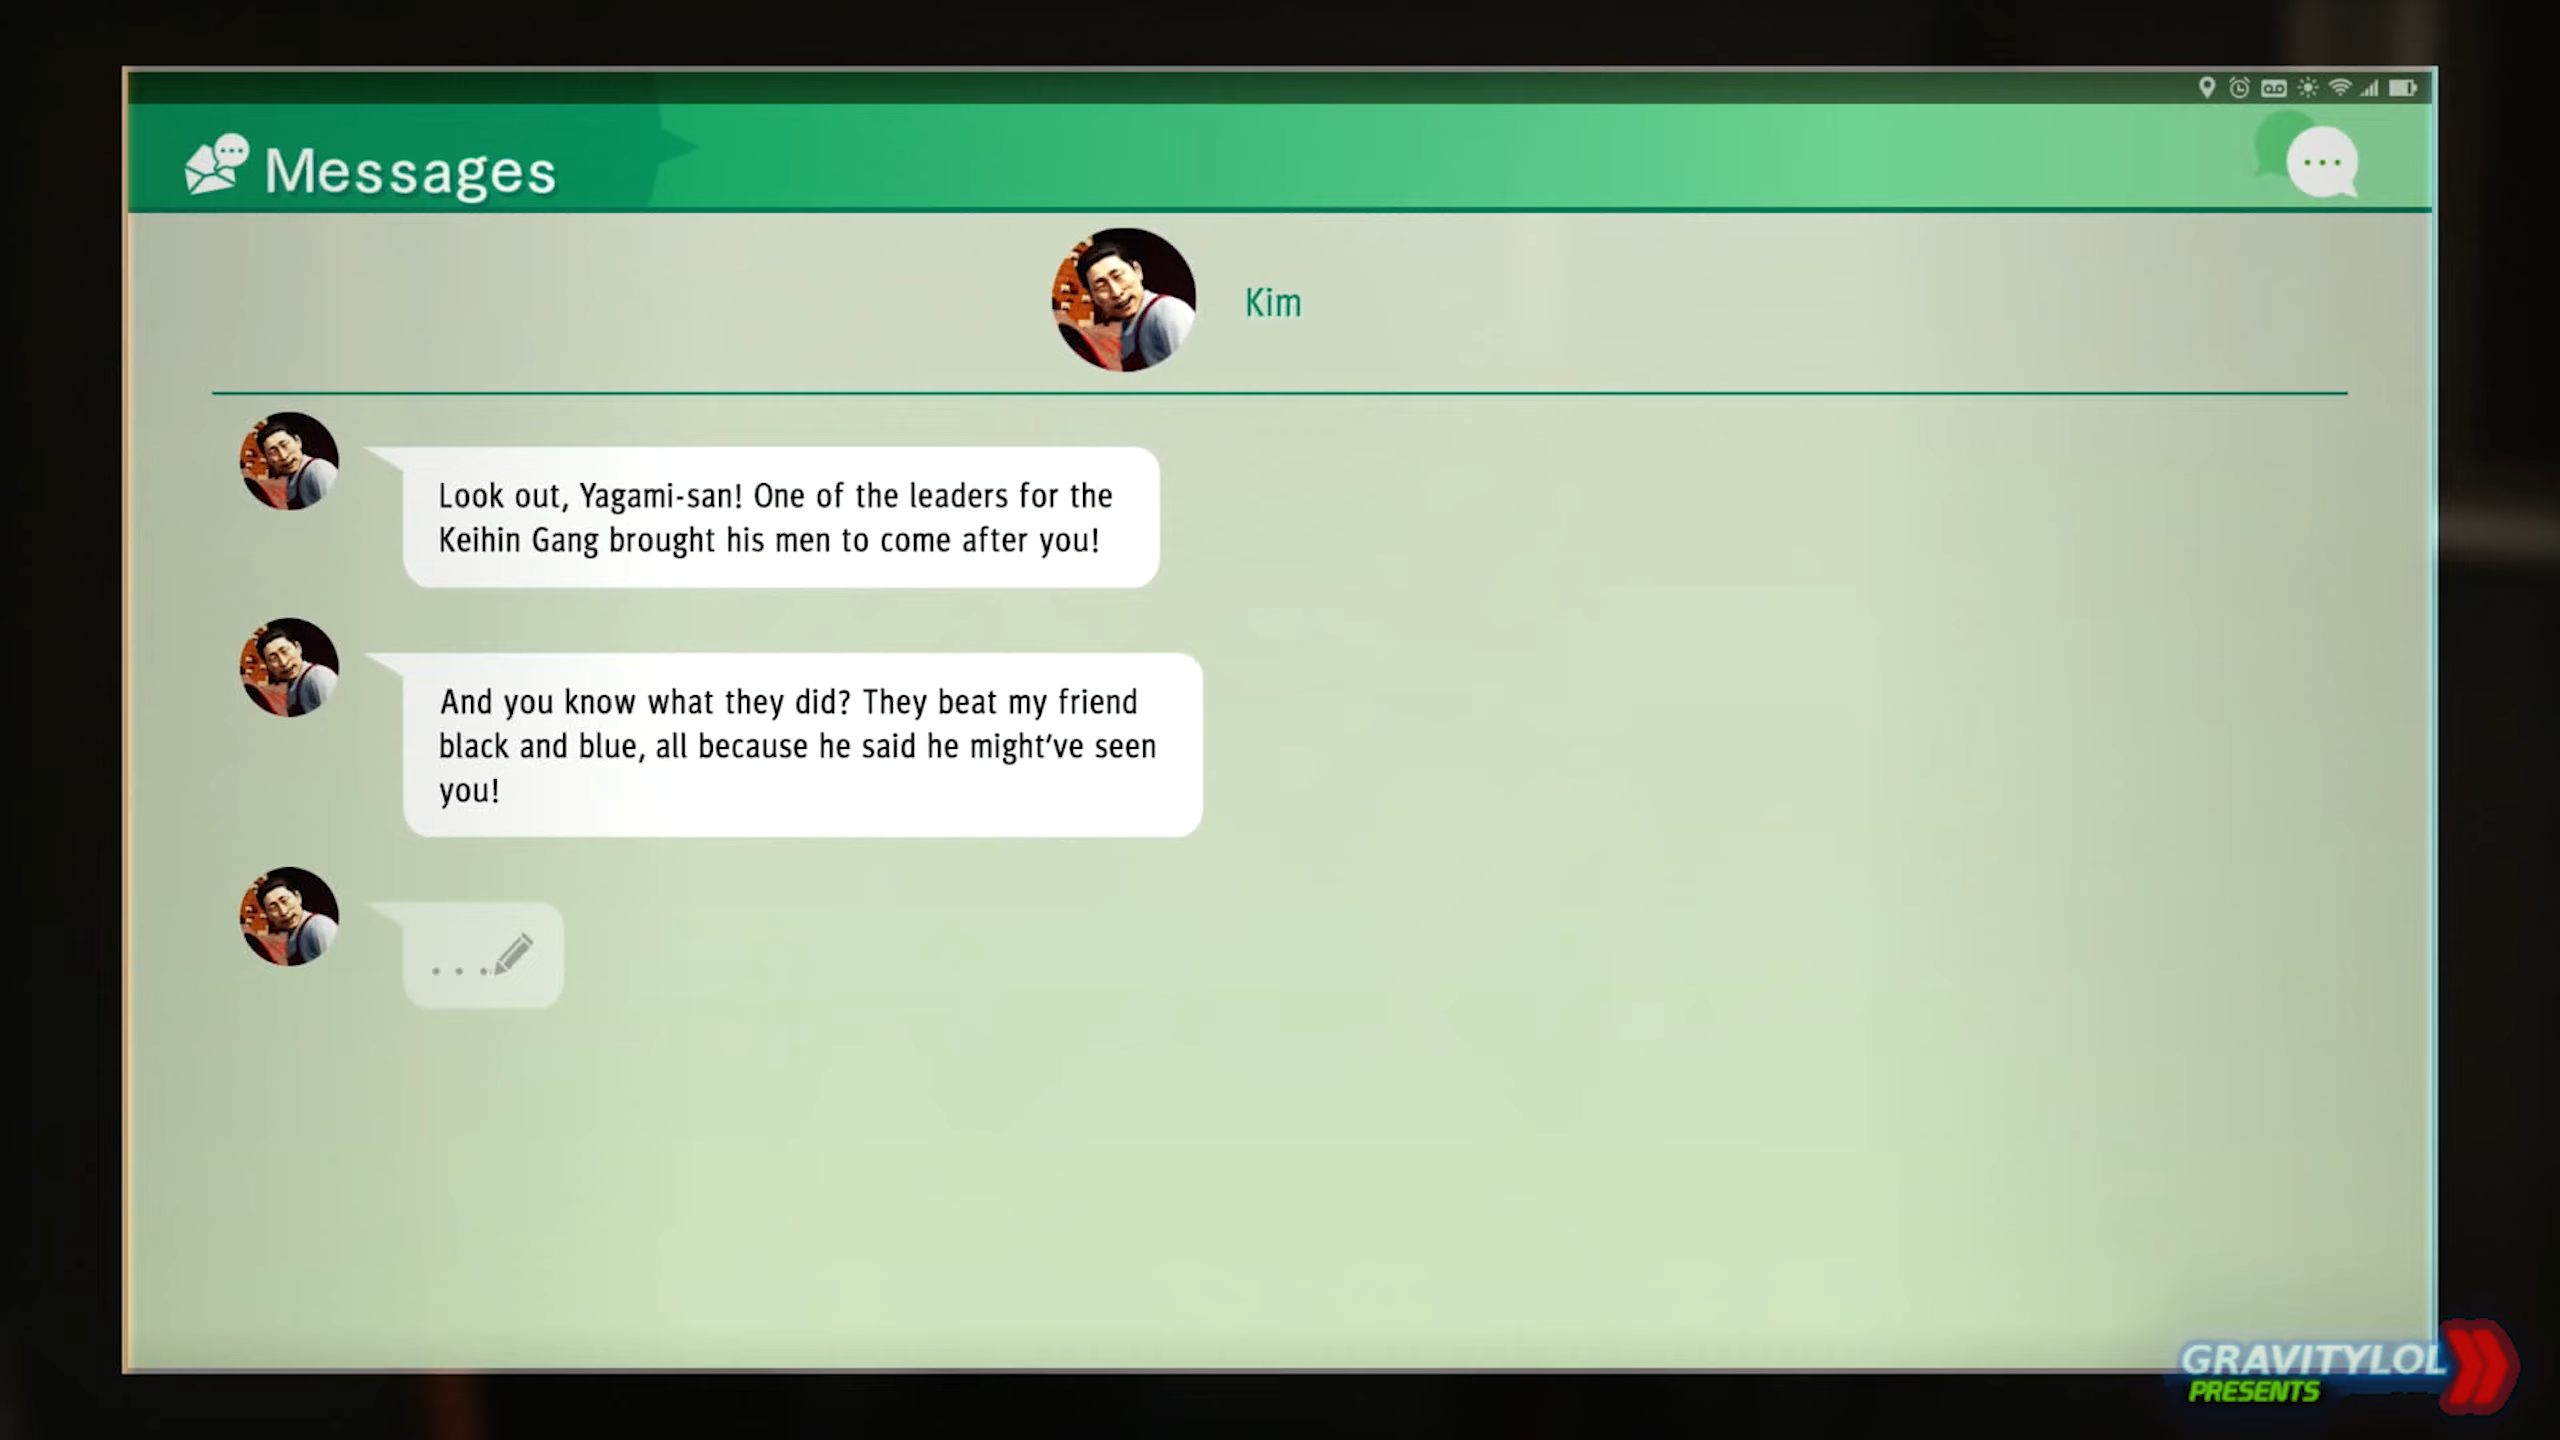 Messages
Kim
Look out, Yagami-san! One of the leaders for the
Keihin Gang brought his men to come after you!
And you know what they did? They beat my friend
black and blue, all because he said he might've seen
you!
GRAVITYLOL
PRESENTS